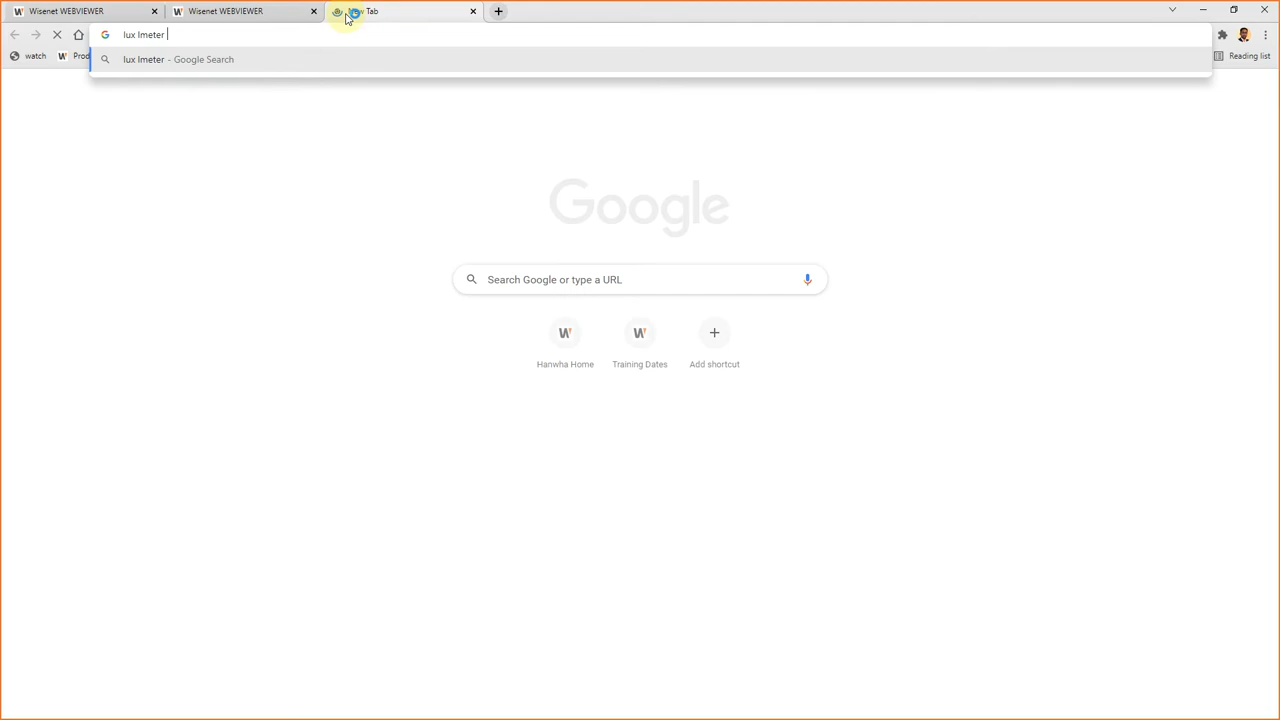 Wisenet WEBVIEWER
Wisenet WEBVIEWER
Tab
lux lmeter
watch
lux lmeter - Google Search
Reading list
Google
Search Google or type a URL
Hanwha Home
Training Dates
Add shortcut